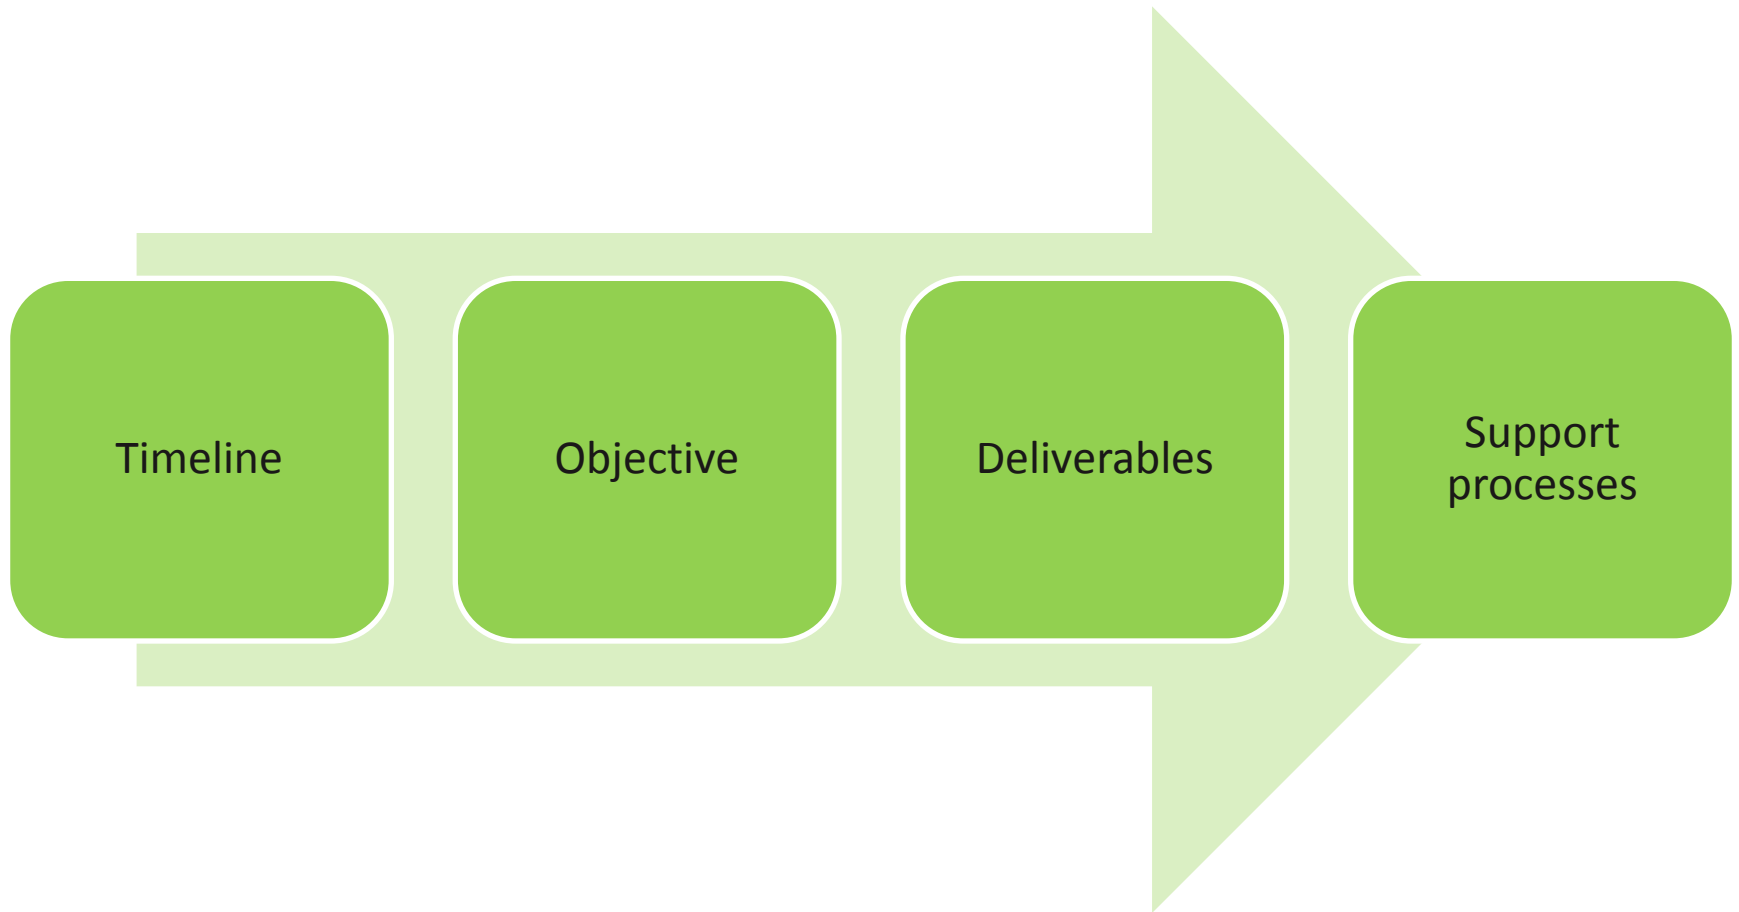 Timeline
Objective
Deliverables
Support
processes